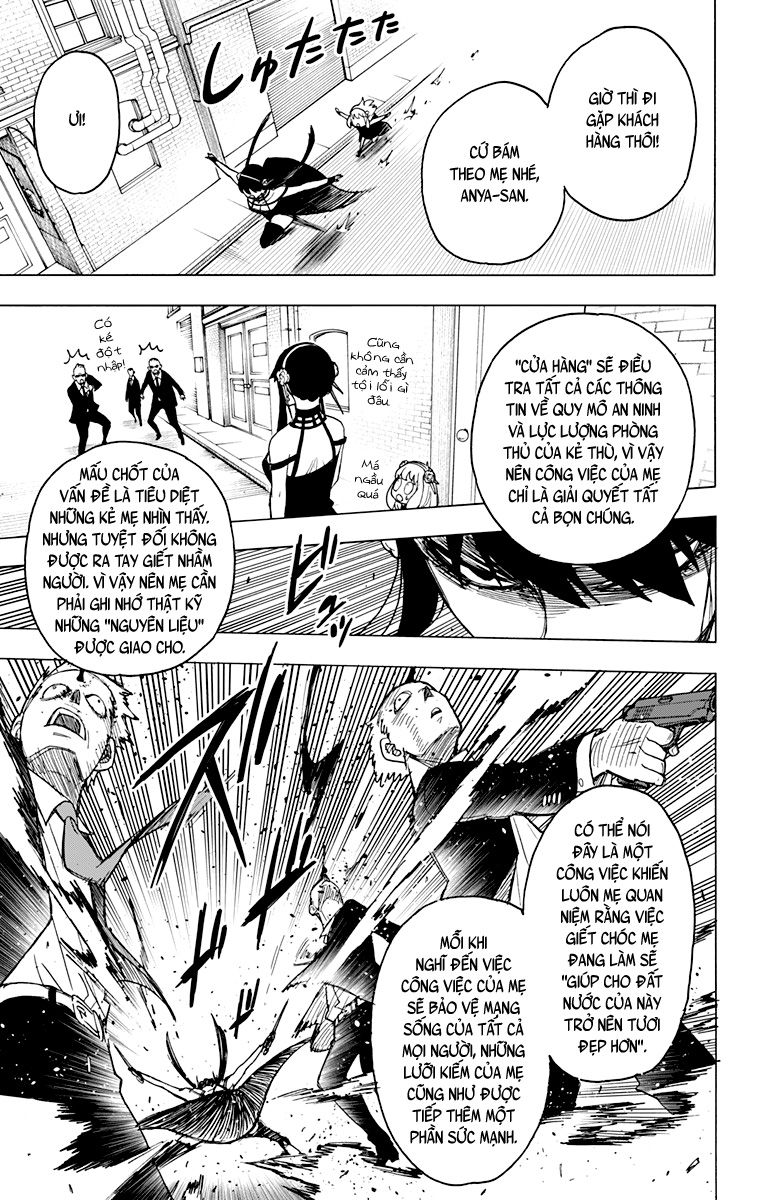 GIỜ THÌ ĐI
GẶP KHÁCH
HÀNG THÔI!
CỨ BÁM
THEO MẸ NHÉ,
ANYA-SAN.
しゅたたた
ƯI!
"CỬA HÀNG" SẼ ĐIỀU
TRA TẤT CẢ CÁC THÔNG
TIN VỀ QUY MÔ AN NINH
VÀ LỰC LƯỢNG PHÒNG
THỦ CỦA KẺ THÙ, VÌ VẬY
NÊN CÔNG VIỆC CỦA MẸ
CHỈ LÀ GIẢI QUYẾT TẤT
CẢ BỌN CHÚNG.
Cũng
không cần
cảm thấy
tội lỗi gì
đâu
Má
ngầu
quá
Có
kẻ
đột
nhập!
MẤU CHỐT CỦA
VẤN ĐỀ LÀ TIÊU DIỆT
NHỮNG KẺ MẸ NHÌN THẤY.
NHƯNG TUYỆT ĐỐI KHÔNG
ĐƯỢC RA TAY GIẾT NHẦM
NGƯỜI. VÌ VẬY NÊN MẸ CẦN
PHẢI GHI NHỚ THẬT KỸ
NHỮNG "NGUYÊN LIỆU"
ĐƯỢC GIAO CHO.
ビッ
ズバババ
CÓ THỂ NÓI
ĐÂY LÀ MỘT
CÔNG VIỆC KHIẾN
LUÔN MẸ QUAN
NIỆM RẰNG VIỆC
GIẾT CHÓC MẸ
ĐANG LÀM SẼ
"GIÚP CHO ĐẤT
NƯỚC CỦA NÀY
TRỞ NÊN TƯƠI
ĐẸP HƠN".
MỖI KHI
NGHĨ ĐẾN VIỆC
CÔNG VIỆC CỦA MẸ
SẼ BẢO VỆ MẠNG
SỐNG CỦA TẤT CẢ
MỌI NGƯỜI, NHỮNG
LƯỠI KIẾM CỦA MẸ
CŨNG NHƯ ĐƯỢC
TIẾP THÊM MỘT
PHẦN SỨC MẠNH.